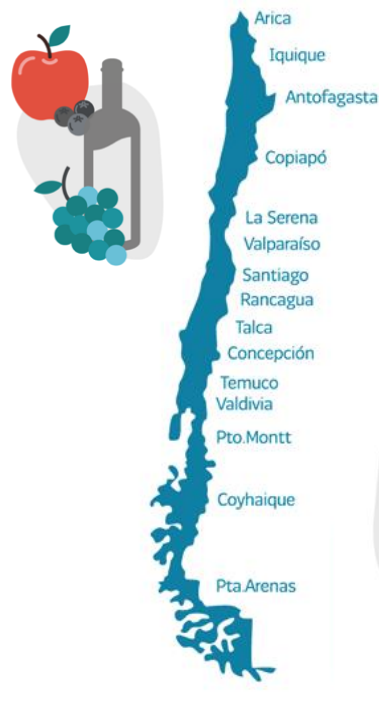 Arica
Iquique
Antofagasta
Copiapó
La Serena
Valparaíso
Santiago
Rancagua
Talca
Concepción
Temuco
Valdivia
Pto.Montt
Coyhaique
Pta.Arenas